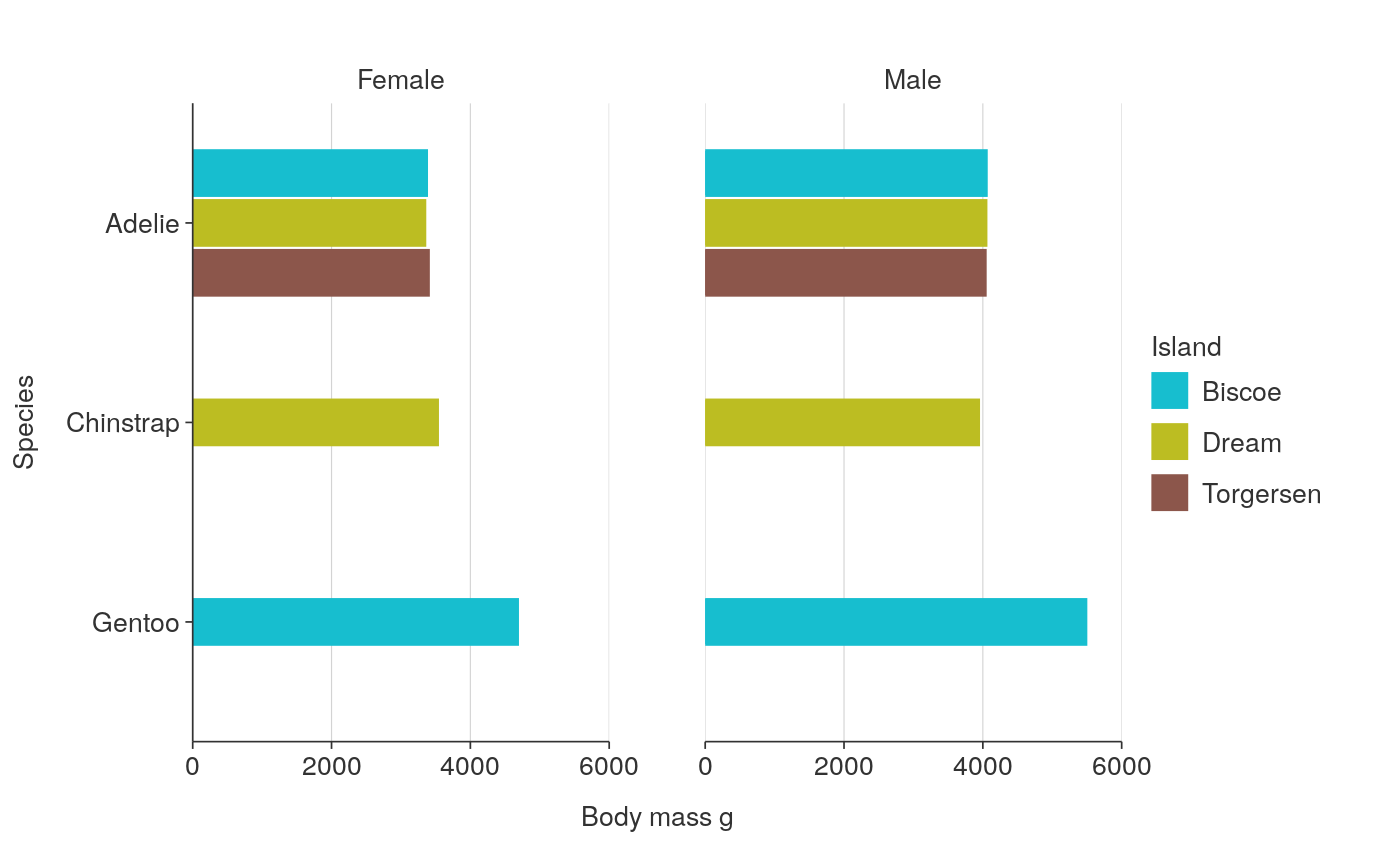 Female
Male
Adelie
Chinstrap
Gentoo
Species
0
2000
4000
6000
0
2000
4000
6000
Body mass g
Island
Biscoe
Dream
Torgersen